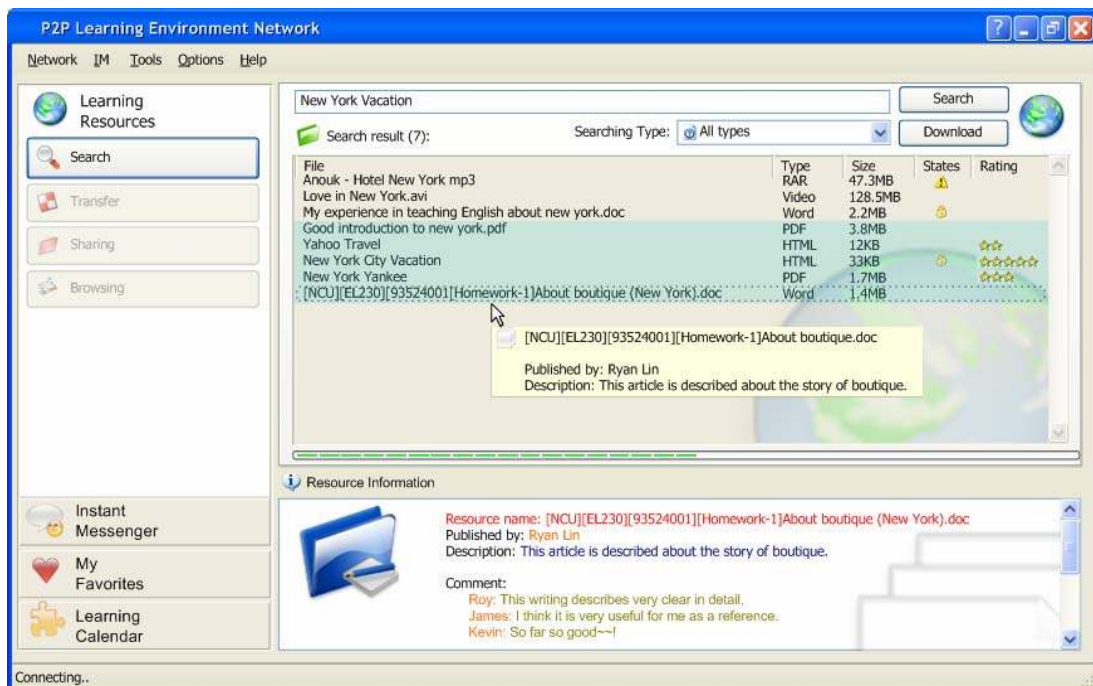 P2P Learning Environment Network
Network IM Tools Options Help
Learning
Resources
Search
Transfer
Sharing
Browsing
Instant
Messenger
My
Favorites
Learning
Calendar
New York Vacation
Search
Search result (7):
Searching Type: All types
Download
File Type Size States Rating
Anouk - Hotel New York mp3 RAR 47.3MB
Love in New York.avi Video 128.5MB
My experience in teaching English about new york.doc Word 2.2MB
Good introduction to new york.pdf PDF 3.8MB
Yahoo Travel HTML 12KB
New York City Vacation HTML 33KB
New York Yankee PDF 1.7MB
[NCU][EL230][93524001][Homework-1]About boutique (New York).doc Word 1.4MB
[NCU][EL230][93524001][Homework-1]About boutique.doc
Published by: Ryan Lin
Description: This article is described about the story of boutique.
Resource Information
Resource name: [NCU][EL230][93524001][Homework-1]About boutique (New York).doc
Published by: Ryan Lin
Description: This article is described about the story of boutique.
Comment:
Roy: This writing describes very clear in detail.
James: I think it is very useful for me as a reference.
Kevin: So far so good~~!
Connecting..